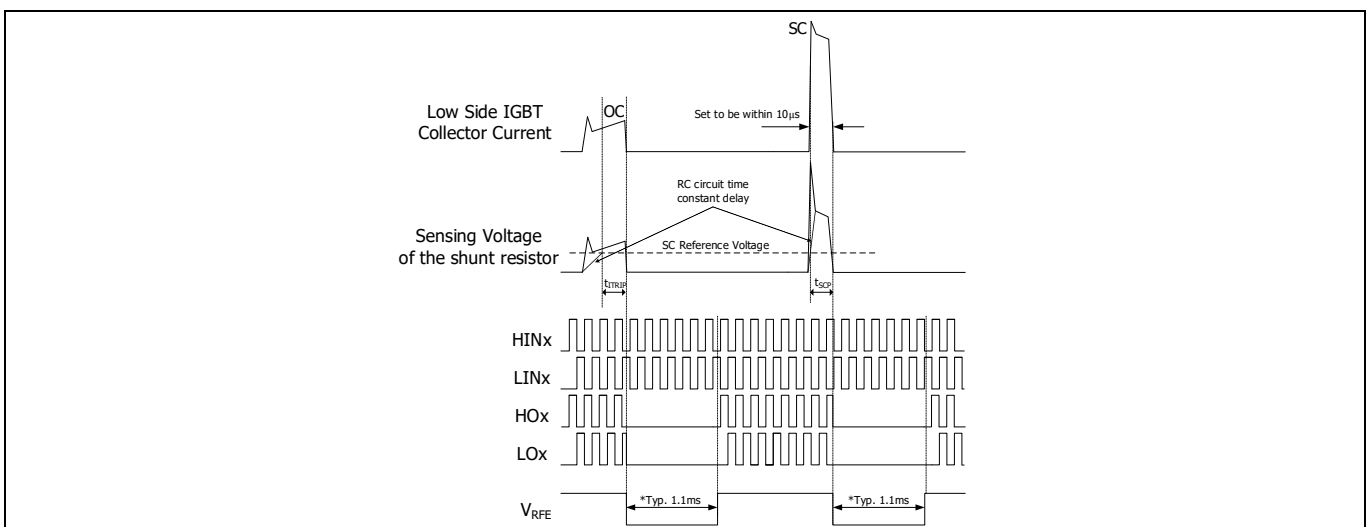 SC
OC
Low Side IGBT
Collector Current
Set to be within 10μs
RC circuit time
constant delay
Sensing Voltage
of the shunt resistor
SC Reference Voltage
tITRIP
tSCP
HINx
LINx
HOx
LOx
*Typ. 1.1ms
*Typ. 1.1ms
VRFE